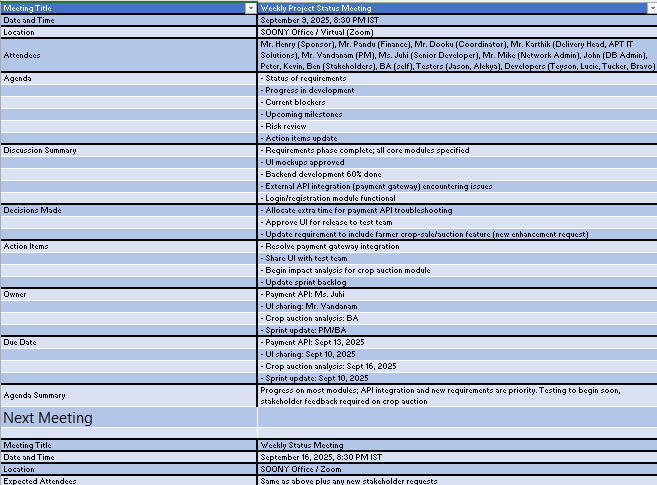 Meeting Title Weekly Project Status Meeting
Date and Time September 9, 2025, 8:30 PM IST
Location SOONY Office / Virtual (Zoom)
Attendees Mr. Henry (Sponsor), Mr. Pandu (Finance), Mr. Dooku (Coordinator), Mr. Karthik (Delivery Head, APT IT
Solutions), Mr. Vandanam (PM), Ms. Juhi (Senior Developer), Mr. Mike (Network Admin), John (DB Admin),
Peter, Kevin, Ben (Stakeholders), BA (self), Testers (Jason, Alekya), Developers (Teyson, Lucie, Tucker, Bravo)
Agenda - Status of requirements
- Progress in development
- Current blockers
- Upcoming milestones
- Risk review
- Action items update
Discussion Summary - Requirements phase complete; all core modules specified
- UI mockups approved
- Backend development 60% done
- External API integration (payment gateway) encountering issues
- Login/registration module functional
Decisions Made - Allocate extra time for payment API troubleshooting
- Approve UI for release to test team
- Update requirement to include farmer crop-sale/auction feature (new enhancement request)
Action Items - Resolve payment gateway integration
- Share UI with test team
- Begin impact analysis for crop auction module
- Update sprint backlog
Owner - Payment API: Ms. Juhi
- UI sharing: Mr. Vandanam
- Crop auction analysis: BA
- Sprint update: PM/BA
Due Date - Payment API: Sept 13, 2025
- UI sharing: Sept 10, 2025
- Crop auction analysis: Sept 16, 2025
- Sprint update: Sept 10, 2025
Agenda Summary Progress on most modules; API integration and new requirements are priority. Testing to begin soon,
stakeholder feedback required on crop auction
Next Meeting
Meeting Title Weekly Status Meeting
Date and Time September 16, 2025, 8:30 PM IST
Location SOONY Office / Zoom
Expected Attendees Same as above plus any new stakeholder requests